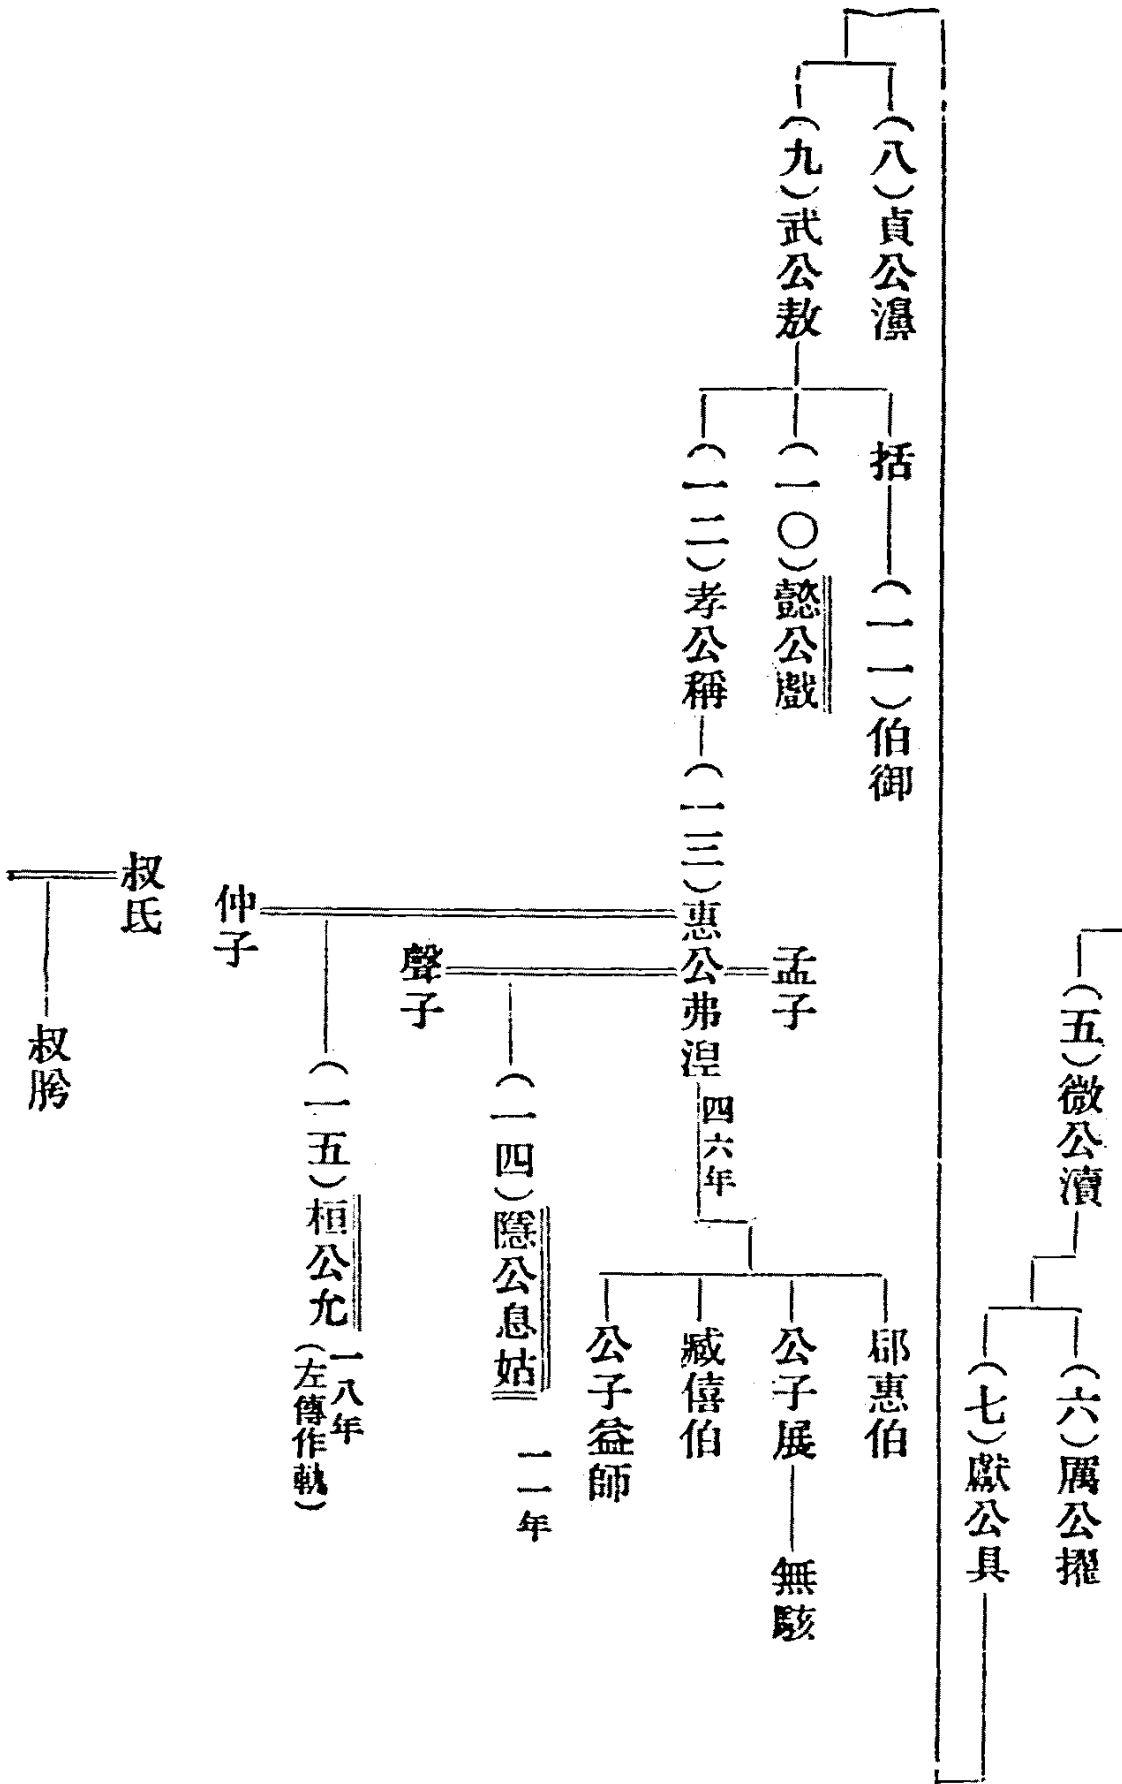 （五）微公㵒
（六）厲公擢
（七）獻公具
（八）貞公濞
（九）武公敖
括
（一一）伯御
（一〇）懿公戲
（一二）孝公稱
（一三）惠公弗湼
四六年
孟子
聲子
仲子
郈惠伯
公子展
無駭
臧僖伯
公子益師
（一四）隱公息姑
一一年
（一五）桓公允
一八年
（左傳作軌）
叔氏
叔肸